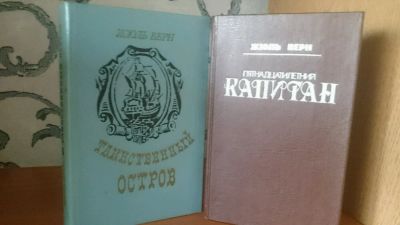 ЖЮЛЬ ВЕРН
ТАИНСТВЕННЫЙ
ОСТРОВ
ЖЮЛЬ ВЕРН
ПЯТНАДЦАТИЛЕТНИЙ
КАПИТАН